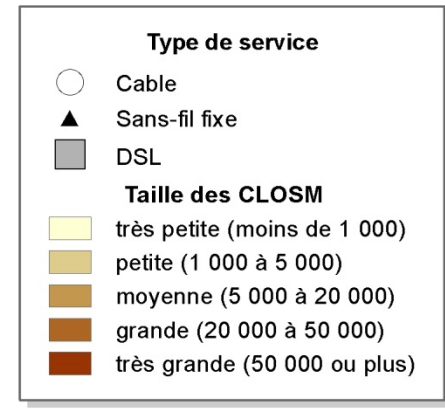 Type de service
Cable
Sans-fil fixe
DSL
Taille des CLOSM
très petite (moins de 1 000)
petite (1 000 à 5 000)
moyenne (5 000 à 20 000)
grande (20 000 à 50 000)
très grande (50 000 ou plus)